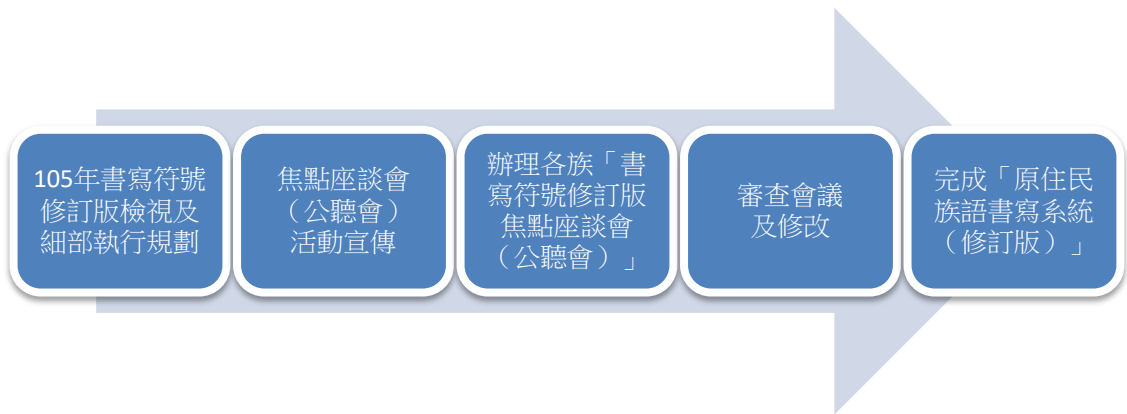 105年書寫符號
修訂版檢視及
細部執行規劃
焦點座談會
（公聽會）
活動宣傳
辦理各族「書
寫符號修訂版
焦點座談會
（公聽會）」
審查會議
及修改
完成「原住民
族語書寫系統
（修訂版）」